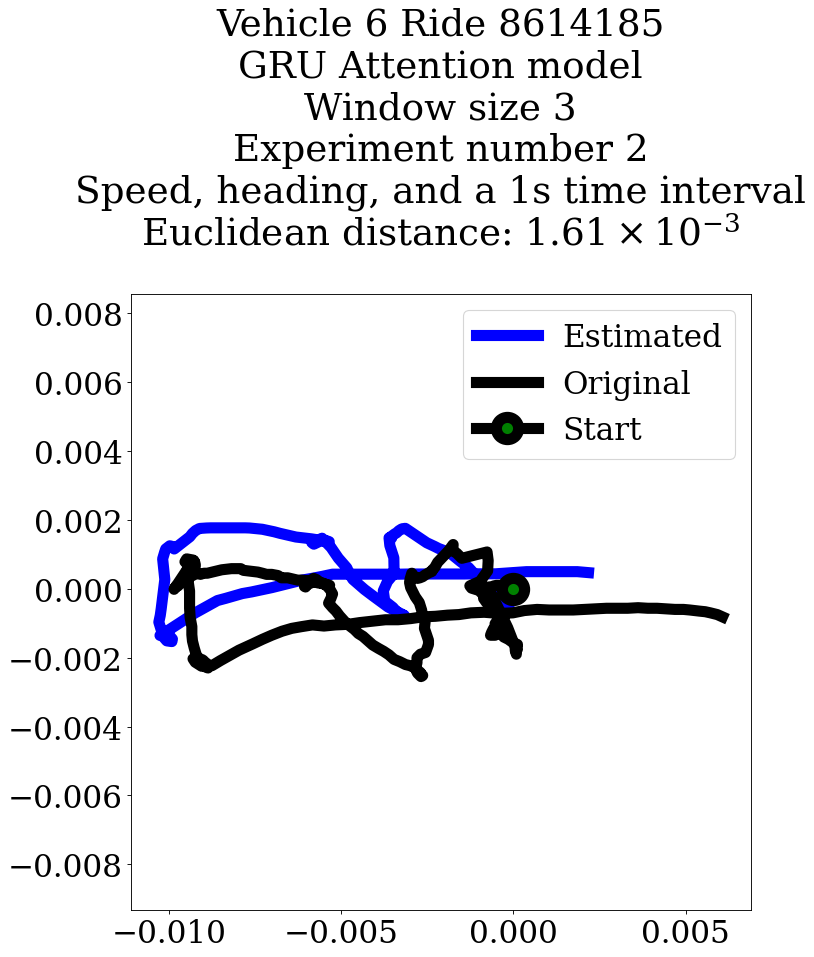 Vehicle 6 Ride 8614185
GRU Attention model
Window size 3
Experiment number 2
Speed, heading, and a 1s time interval
Euclidean distance: 1.61 × 10⁻³
Estimated
Original
Start
0.008
0.006
0.004
0.002
0.000
−0.002
−0.004
−0.006
−0.008
−0.010
−0.005
0.000
0.005